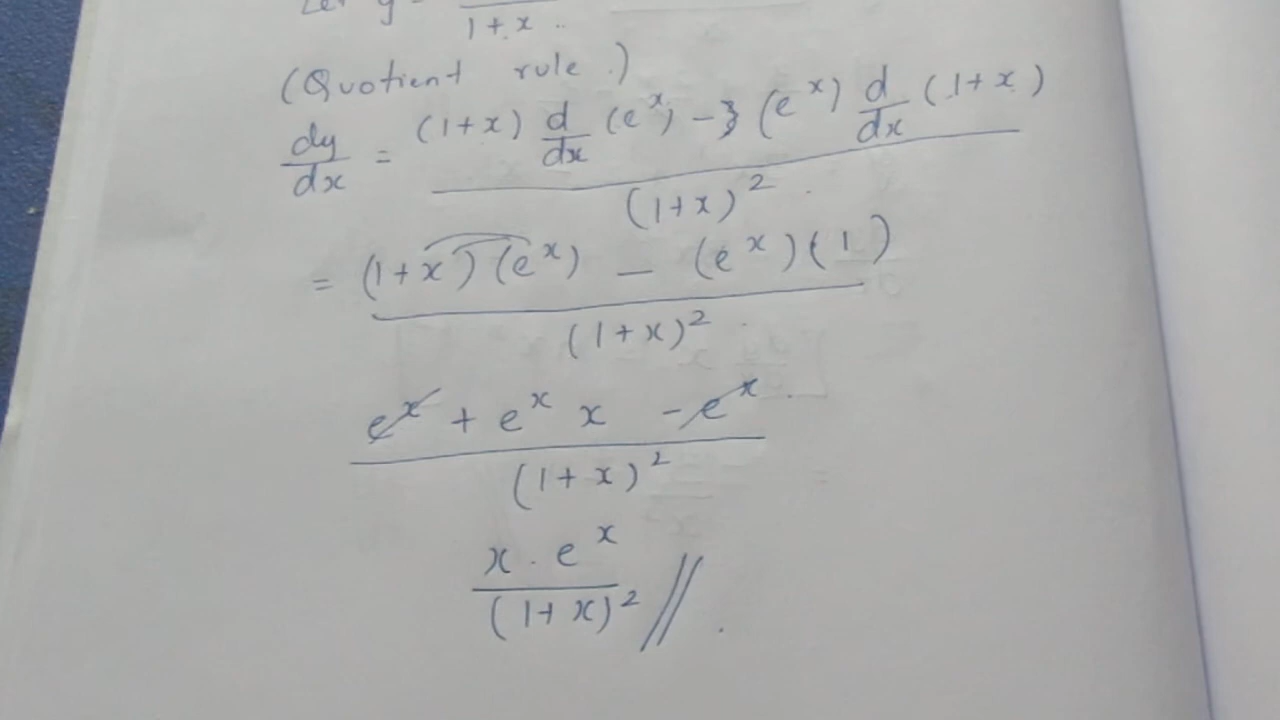 Let y =
1+x
(Quotient rule.)
dy/dx = ((1+x) d/dx (e^x) - (e^x) d/dx (1+x)) / (1+x)^2
= ((1+x)(e^x) - (e^x)(1)) / (1+x)^2
(e^x + e^x x - e^x) / (1+x)^2
(x . e^x) / (1+x)^2 //.